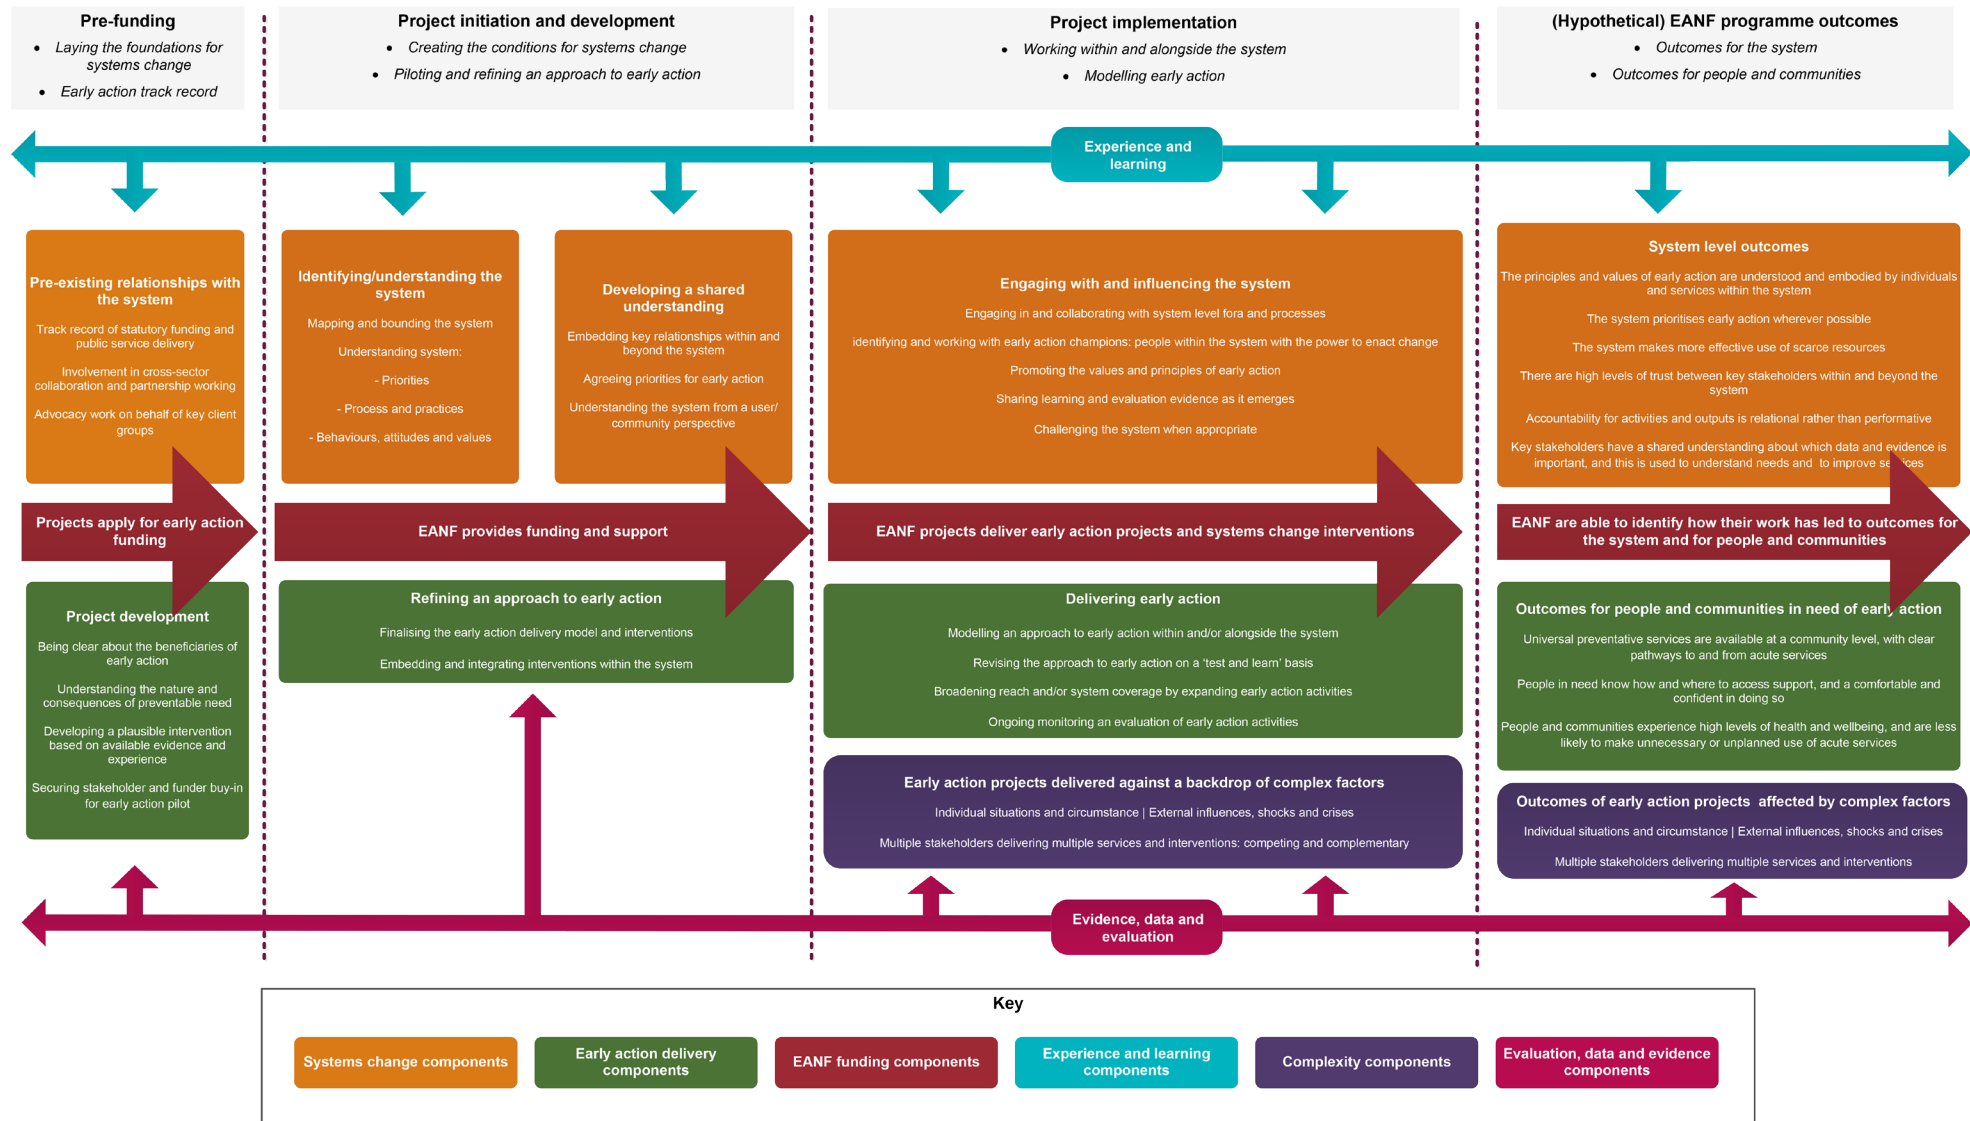 Pre-funding
• Laying the foundations for
systems change
• Early action track record
Project initiation and development
• Creating the conditions for systems change
• Piloting and refining an approach to early action
Project implementation
• Working within and alongside the system
• Modelling early action
(Hypothetical) EANF programme outcomes
• Outcomes for the system
• Outcomes for people and communities
Experience and
learning
Pre-existing relationships with
the system
Track record of statutory funding and
public service delivery
Involvement in cross-sector
collaboration and partnership working
Advocacy work on behalf of key client
groups
Identifying/understanding the
system
Mapping and bounding the system
Understanding system:
- Priorities
- Process and practices
- Behaviours, attitudes and values
Developing a shared
understanding
Embedding key relationships within and
beyond the system
Agreeing priorities for early action
Understanding the system from a user/
community perspective
Engaging with and influencing the system
Engaging in and collaborating with system level fora and processes
identifying and working with early action champions: people within the system with the power to enact change
Promoting the values and principles of early action
Sharing learning and evaluation evidence as it emerges
Challenging the system when appropriate
System level outcomes
The principles and values of early action are understood and embodied by individuals
and services within the system
The system prioritises early action wherever possible
The system makes more effective use of scarce resources
There are high levels of trust between key stakeholders within and beyond the
system
Accountability for activities and outputs is relational rather than performative
Key stakeholders have a shared understanding about which data and evidence is
important, and this is used to understand needs and to improve services
Projects apply for early action
funding
EANF provides funding and support
EANF projects deliver early action projects and systems change interventions
EANF are able to identify how their work has led to outcomes for
the system and for people and communities
Project development
Being clear about the beneficiaries of
early action
Understanding the nature and
consequences of preventable need
Developing a plausible intervention
based on available evidence and
experience
Securing stakeholder and funder buy-in
for early action pilot
Refining an approach to early action
Finalising the early action delivery model and interventions
Embedding and integrating interventions within the system
Delivering early action
Modelling an approach to early action within and/or alongside the system
Revising the approach to early action on a 'test and learn' basis
Broadening reach and/or system coverage by expanding early action activities
Ongoing monitoring an evaluation of early action activities
Early action projects delivered against a backdrop of complex factors
Individual situations and circumstance | External influences, shocks and crises
Multiple stakeholders delivering multiple services and interventions: competing and complementary
Outcomes for people and communities in need of early action
Universal preventative services are available at a community level, with clear
pathways to and from acute services
People in need know how and where to access support, and a comfortable and
confident in doing so
People and communities experience high levels of health and wellbeing, and are less
likely to make unnecessary or unplanned use of acute services
Outcomes of early action projects affected by complex factors
Individual situations and circumstance | External influences, shocks and crises
Multiple stakeholders delivering multiple services and interventions
Evidence, data and
evaluation
Key
Systems change components
Early action delivery
components
EANF funding components
Experience and learning
components
Complexity components
Evaluation, data and evidence
components